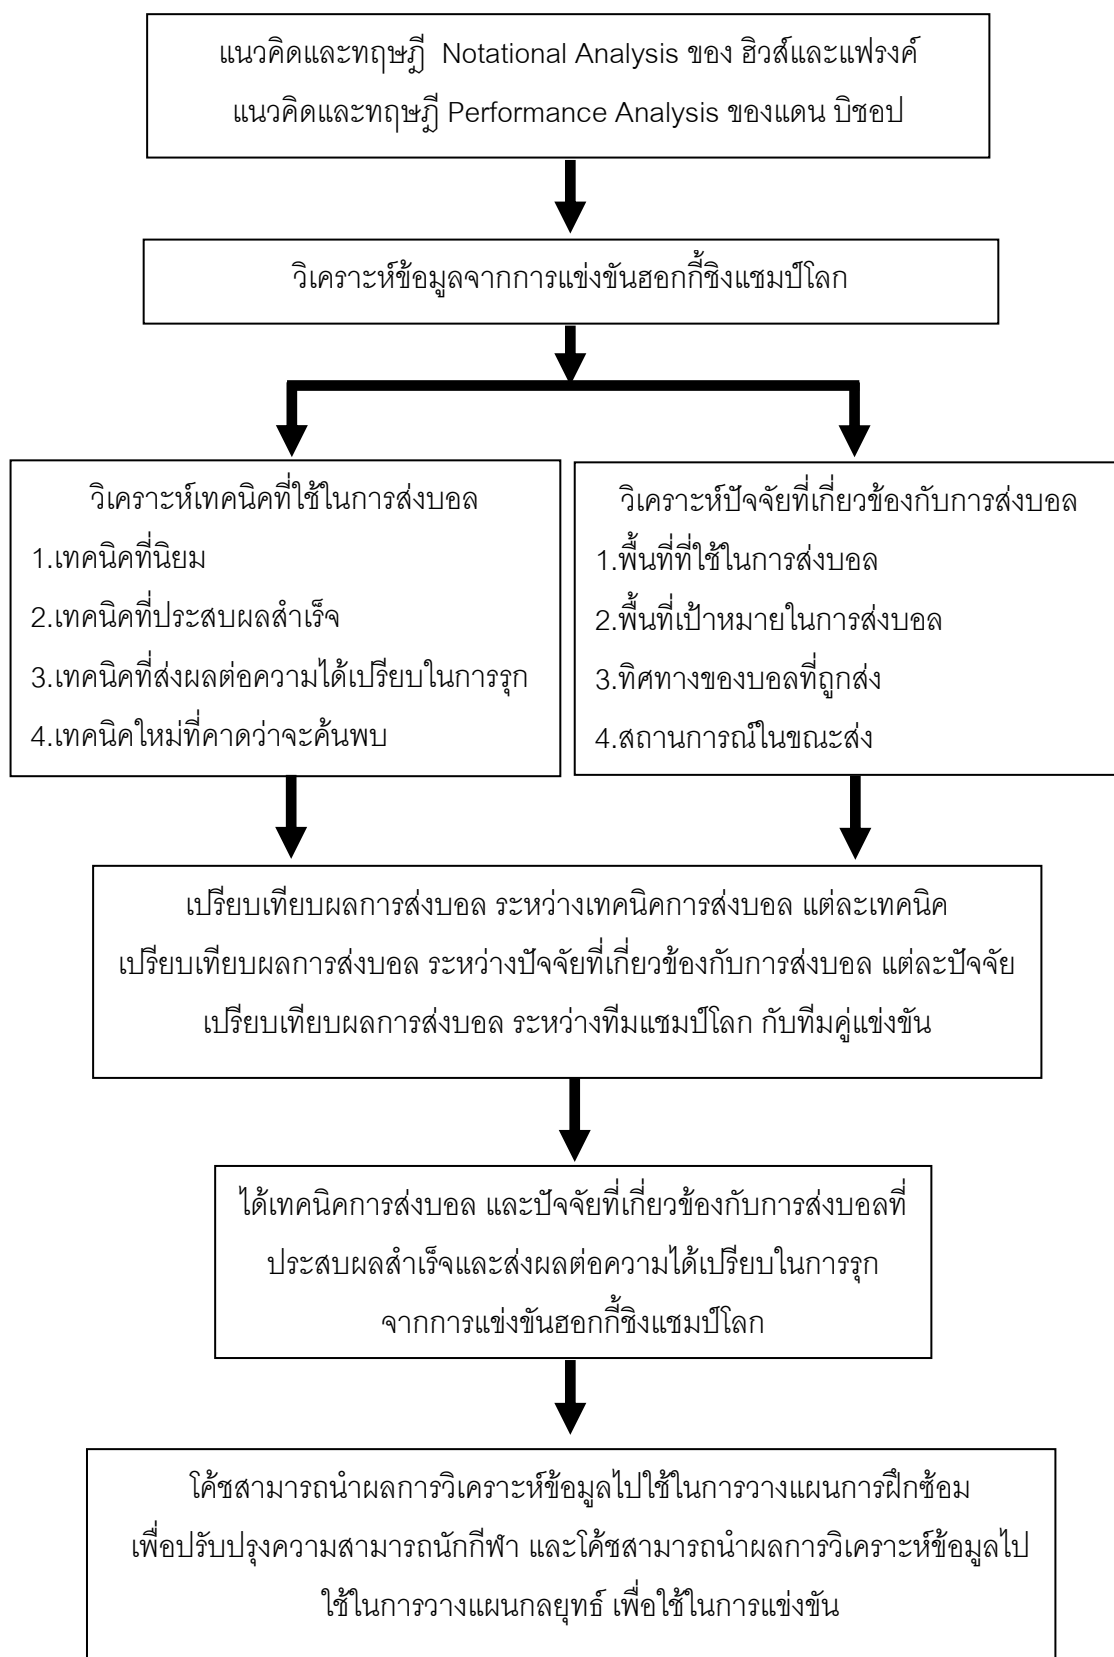 แนวคิดและทฤษฎี Notational Analysis ของ ฮิวส์และแฟรงค์
แนวคิดและทฤษฎี Performance Analysis ของแดน บิชอป
วิเคราะห์ข้อมูลจากการแข่งขันฮอกกี้ชิงแชมป์โลก
วิเคราะห์เทคนิคที่ใช้ในการส่งบอล
1.เทคนิคที่นิยม
2.เทคนิคที่ประสบผลสำเร็จ
3.เทคนิคที่ส่งผลต่อความได้เปรียบในการรุก
4.เทคนิคใหม่ที่คาดว่าจะค้นพบ
วิเคราะห์ปัจจัยที่เกี่ยวข้องกับการส่งบอล
1.พื้นที่ที่ใช้ในการส่งบอล
2.พื้นที่เป้าหมายในการส่งบอล
3.ทิศทางของบอลที่ถูกส่ง
4.สถานการณ์ในขณะส่ง
เปรียบเทียบผลการส่งบอล ระหว่างเทคนิคการส่งบอล แต่ละเทคนิค
เปรียบเทียบผลการส่งบอล ระหว่างปัจจัยที่เกี่ยวข้องกับการส่งบอล แต่ละปัจจัย
เปรียบเทียบผลการส่งบอล ระหว่างทีมแชมป์โลก กับทีมคู่แข่งขัน
ได้เทคนิคการส่งบอล และปัจจัยที่เกี่ยวข้องกับการส่งบอลที่
ประสบผลสำเร็จและส่งผลต่อความได้เปรียบในการรุก
จากการแข่งขันฮอกกี้ชิงแชมป์โลก
โค้ชสามารถนำผลการวิเคราะห์ข้อมูลไปใช้ในการวางแผนการฝึกซ้อม
เพื่อปรับปรุงความสามารถนักกีฬา และโค้ชสามารถนำผลการวิเคราะห์ข้อมูลไป
ใช้ในการวางแผนกลยุทธ์ เพื่อใช้ในการแข่งขัน